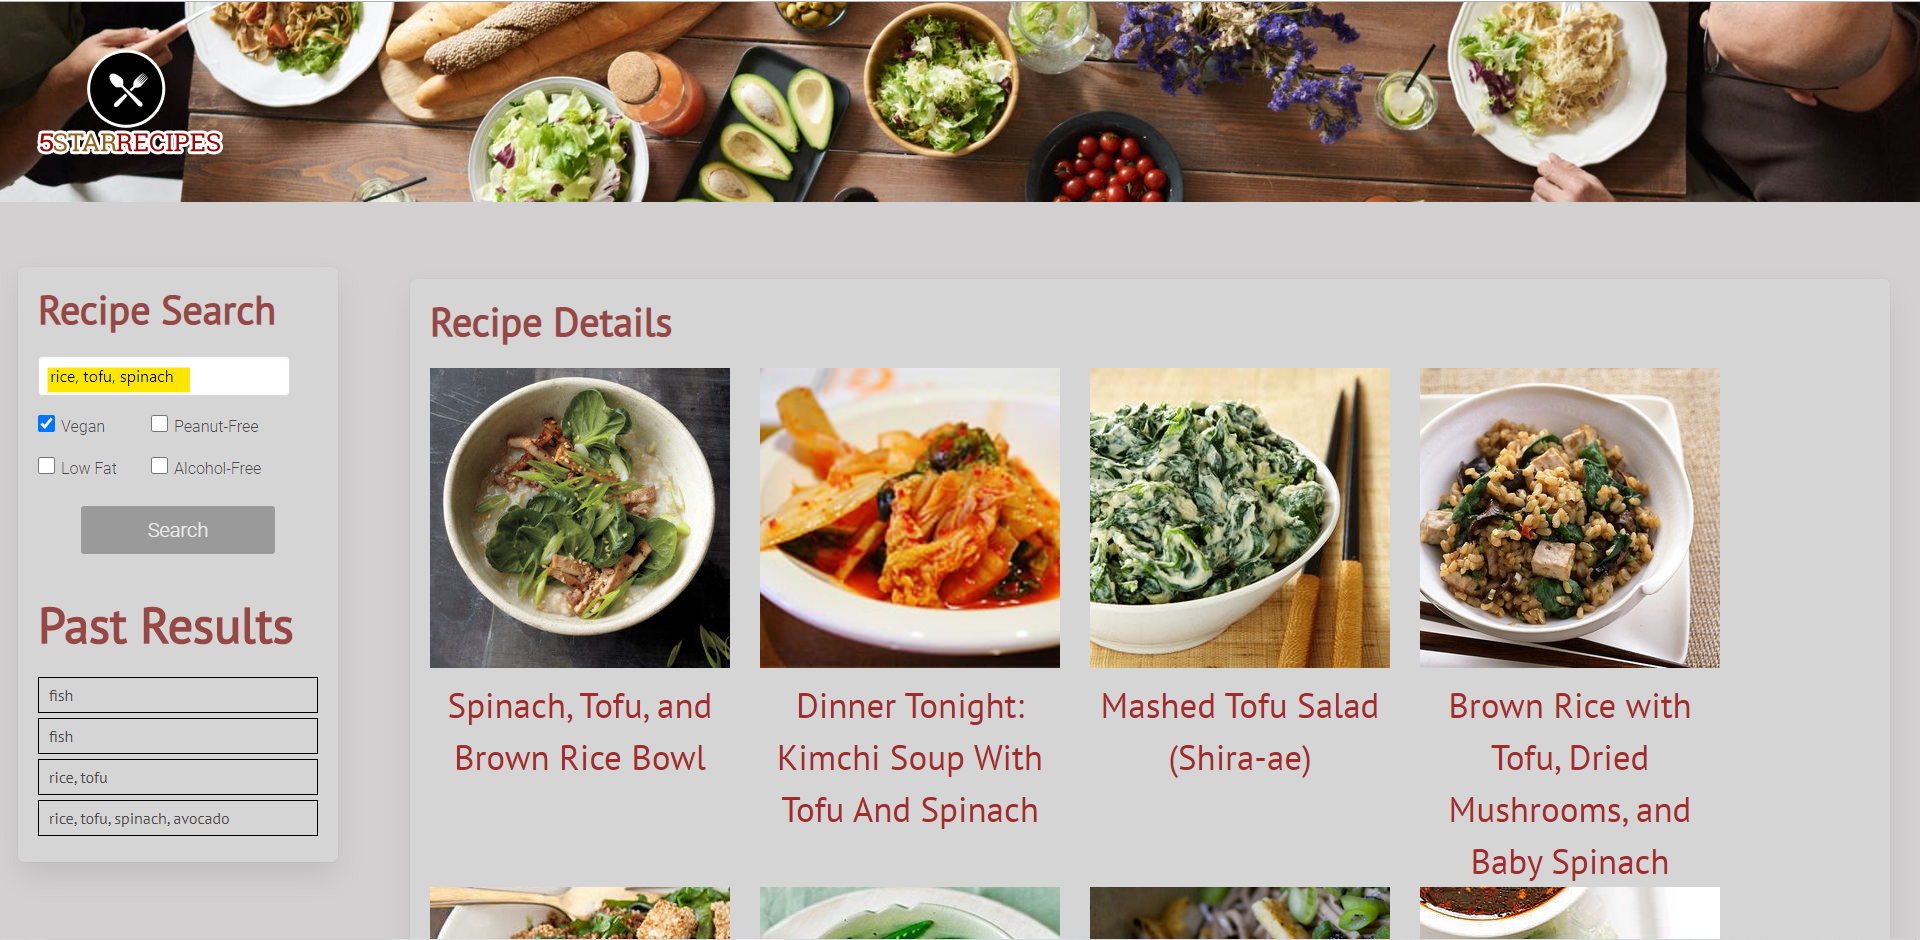 5STARRECIPES
Recipe Search
rice, tofu, spinach
Vegan
Peanut-Free
Low Fat
Alcohol-Free
Search
Past Results
fish
fish
rice, tofu
rice, tofu, spinach, avocado
Recipe Details
Spinach, Tofu, and
Brown Rice Bowl
Dinner Tonight:
Kimchi Soup With
Tofu And Spinach
Mashed Tofu Salad
(Shira-ae)
Brown Rice with
Tofu, Dried
Mushrooms, and
Baby Spinach